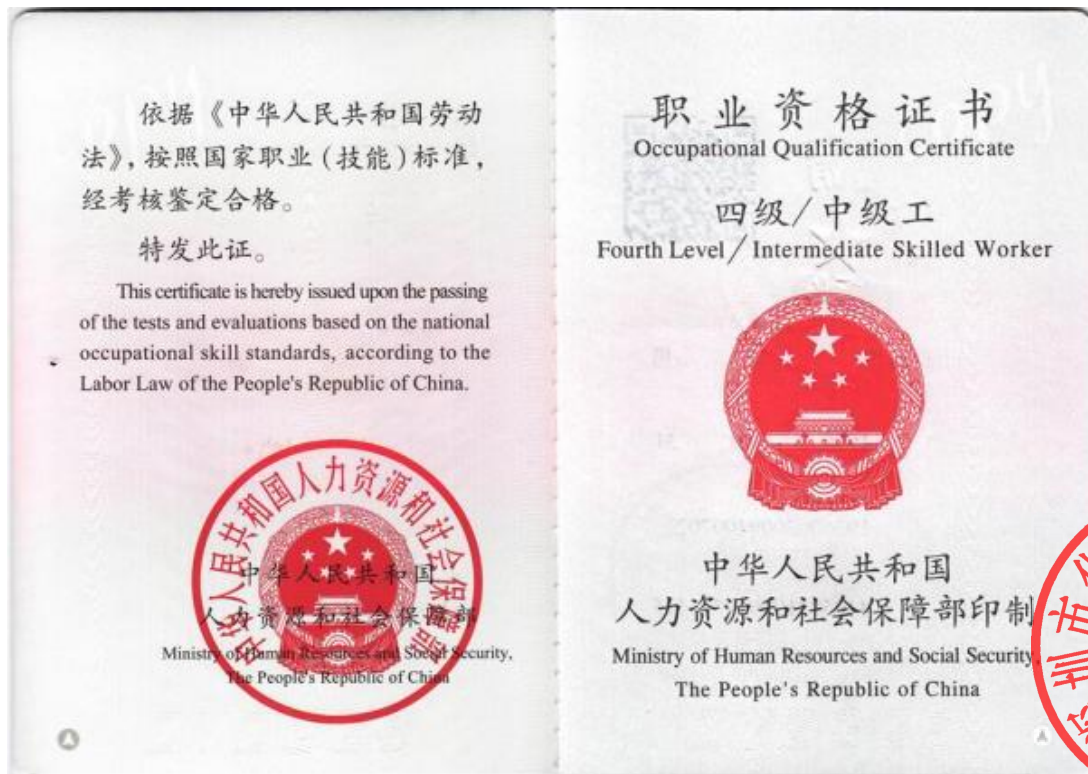 依据《中华人民共和国劳动
法》，按照国家职业（技能）标准，
经考核鉴定合格。
特发此证。
This certificate is hereby issued upon the passing
of the tests and evaluations based on the national
occupational skill standards, according to the
Labor Law of the People's Republic of China.
中华人民共和国人力资源和社会保障部
中华人民共和国
人力资源和社会保障部
Ministry of Human Resources and Social Security,
The People's Republic of China
职业资格证书
Occupational Qualification Certificate
四级/中级工
Fourth Level/Intermediate Skilled Worker
中华人民共和国
人力资源和社会保障部印制
Ministry of Human Resources and Social Security,
The People's Republic of China